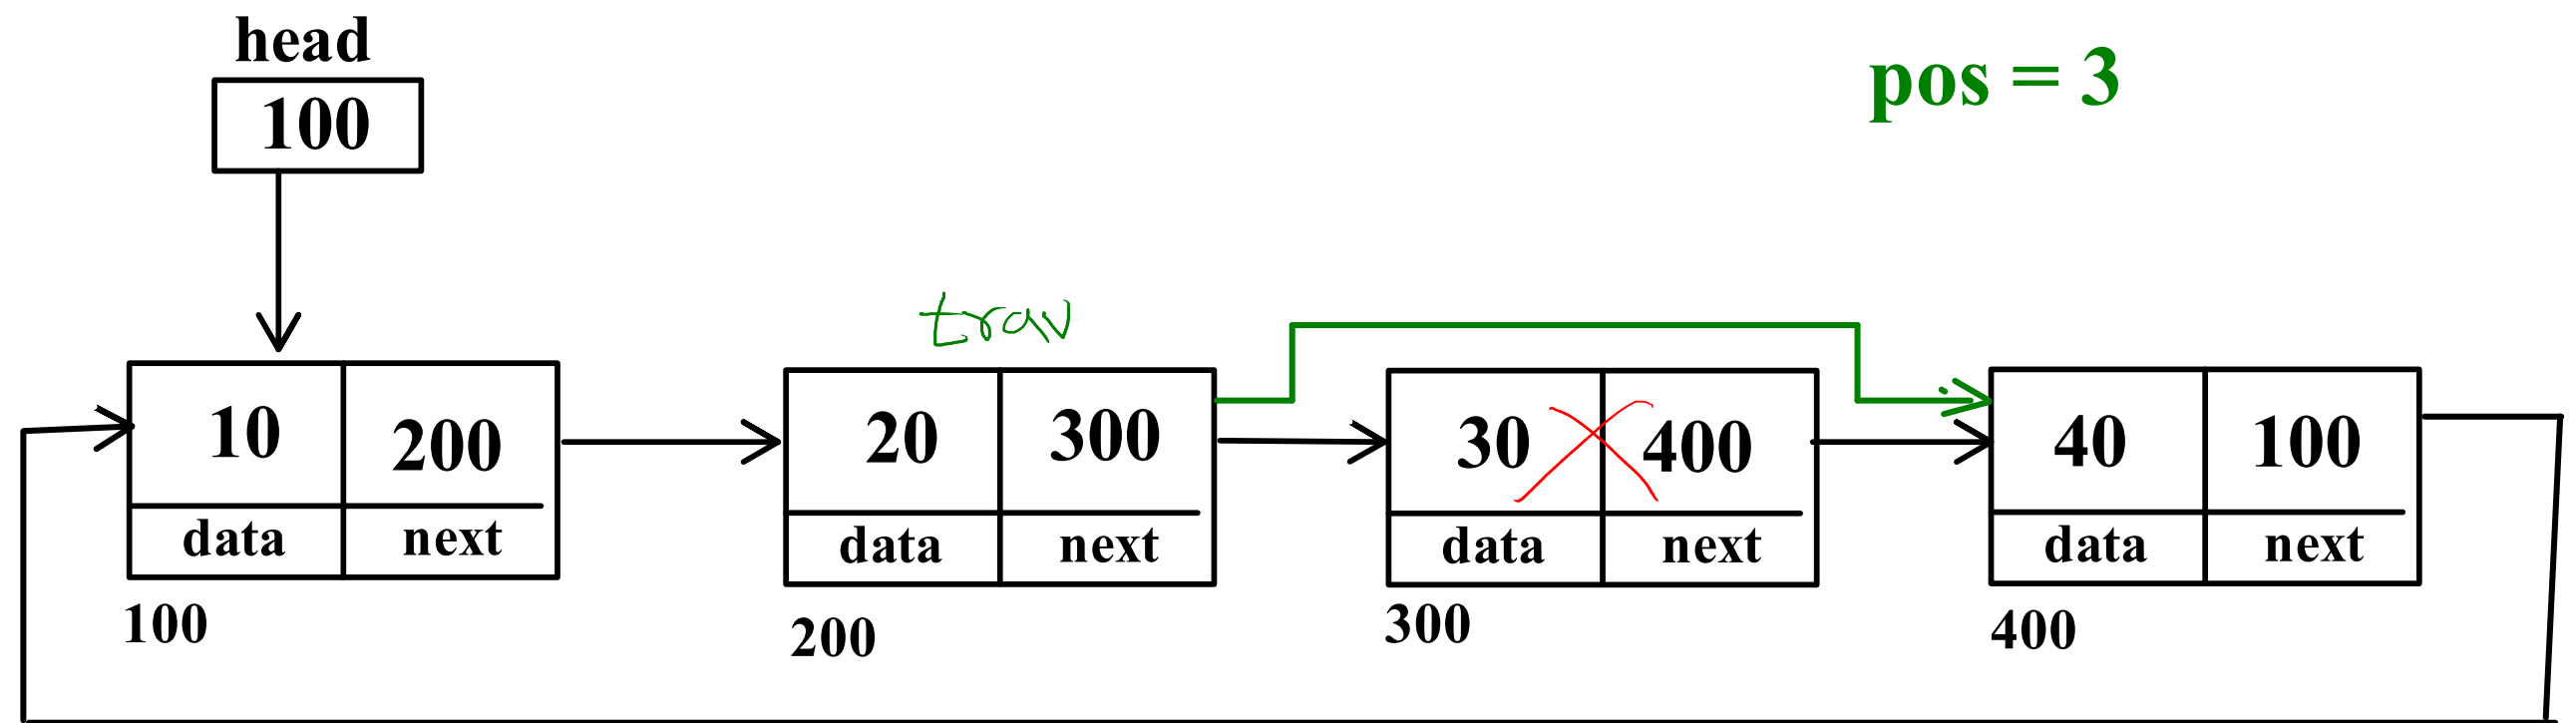 head
100
pos = 3
trav
10 200 20 300 30 400 40 100
data next data next data next data next
100 200 300 400